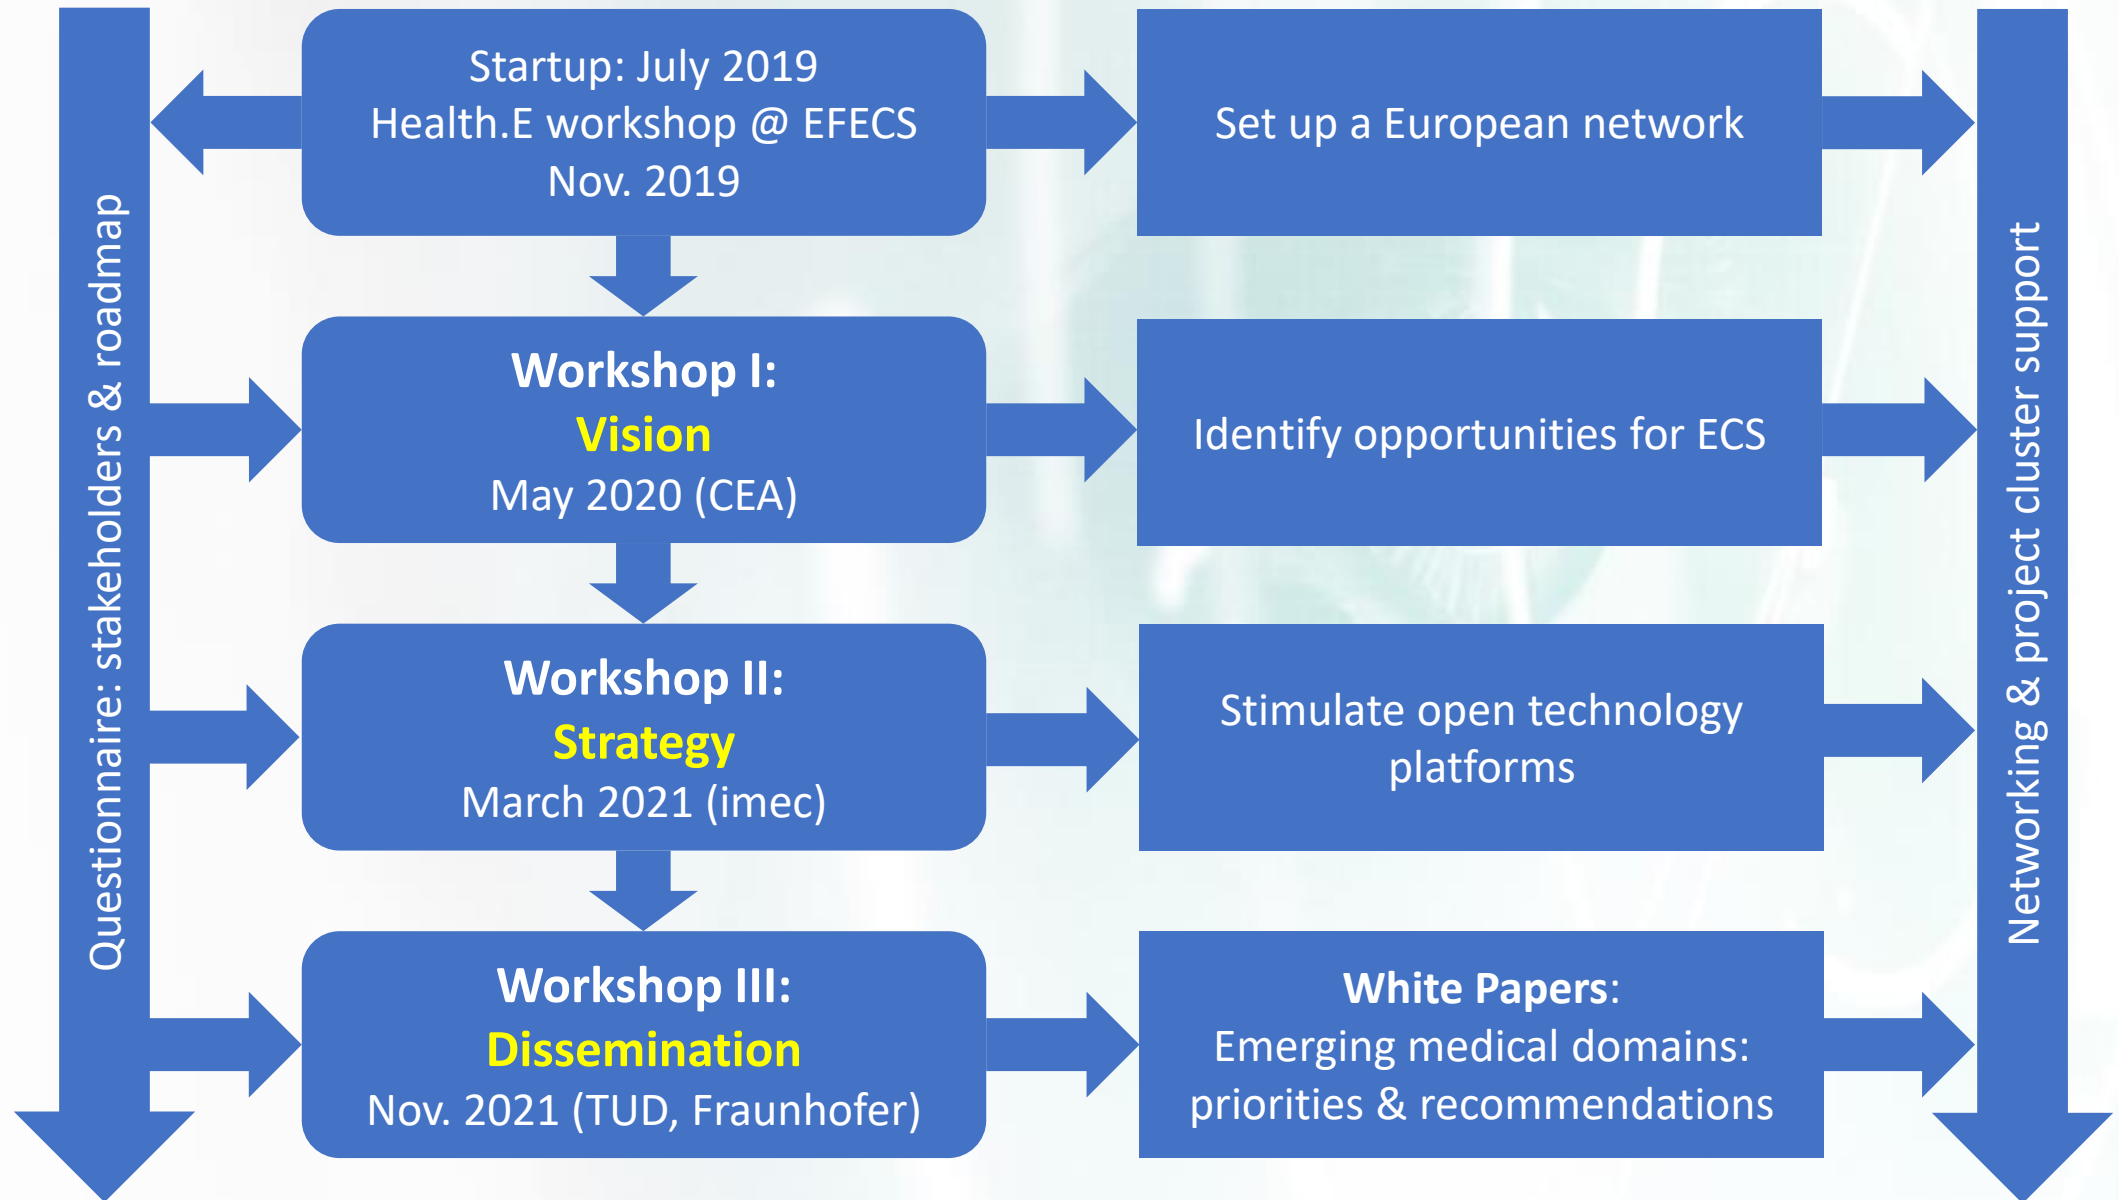 Questionnaire: stakeholders & roadmap
Startup: July 2019
Health.E workshop @ EFECS
Nov. 2019
Set up a European network
Workshop I:
Vision
May 2020 (CEA)
Identify opportunities for ECS
Workshop II:
Strategy
March 2021 (imec)
Stimulate open technology
platforms
Workshop III:
Dissemination
Nov. 2021 (TUD, Fraunhofer)
White Papers:
Emerging medical domains:
priorities & recommendations
Networking & project cluster support